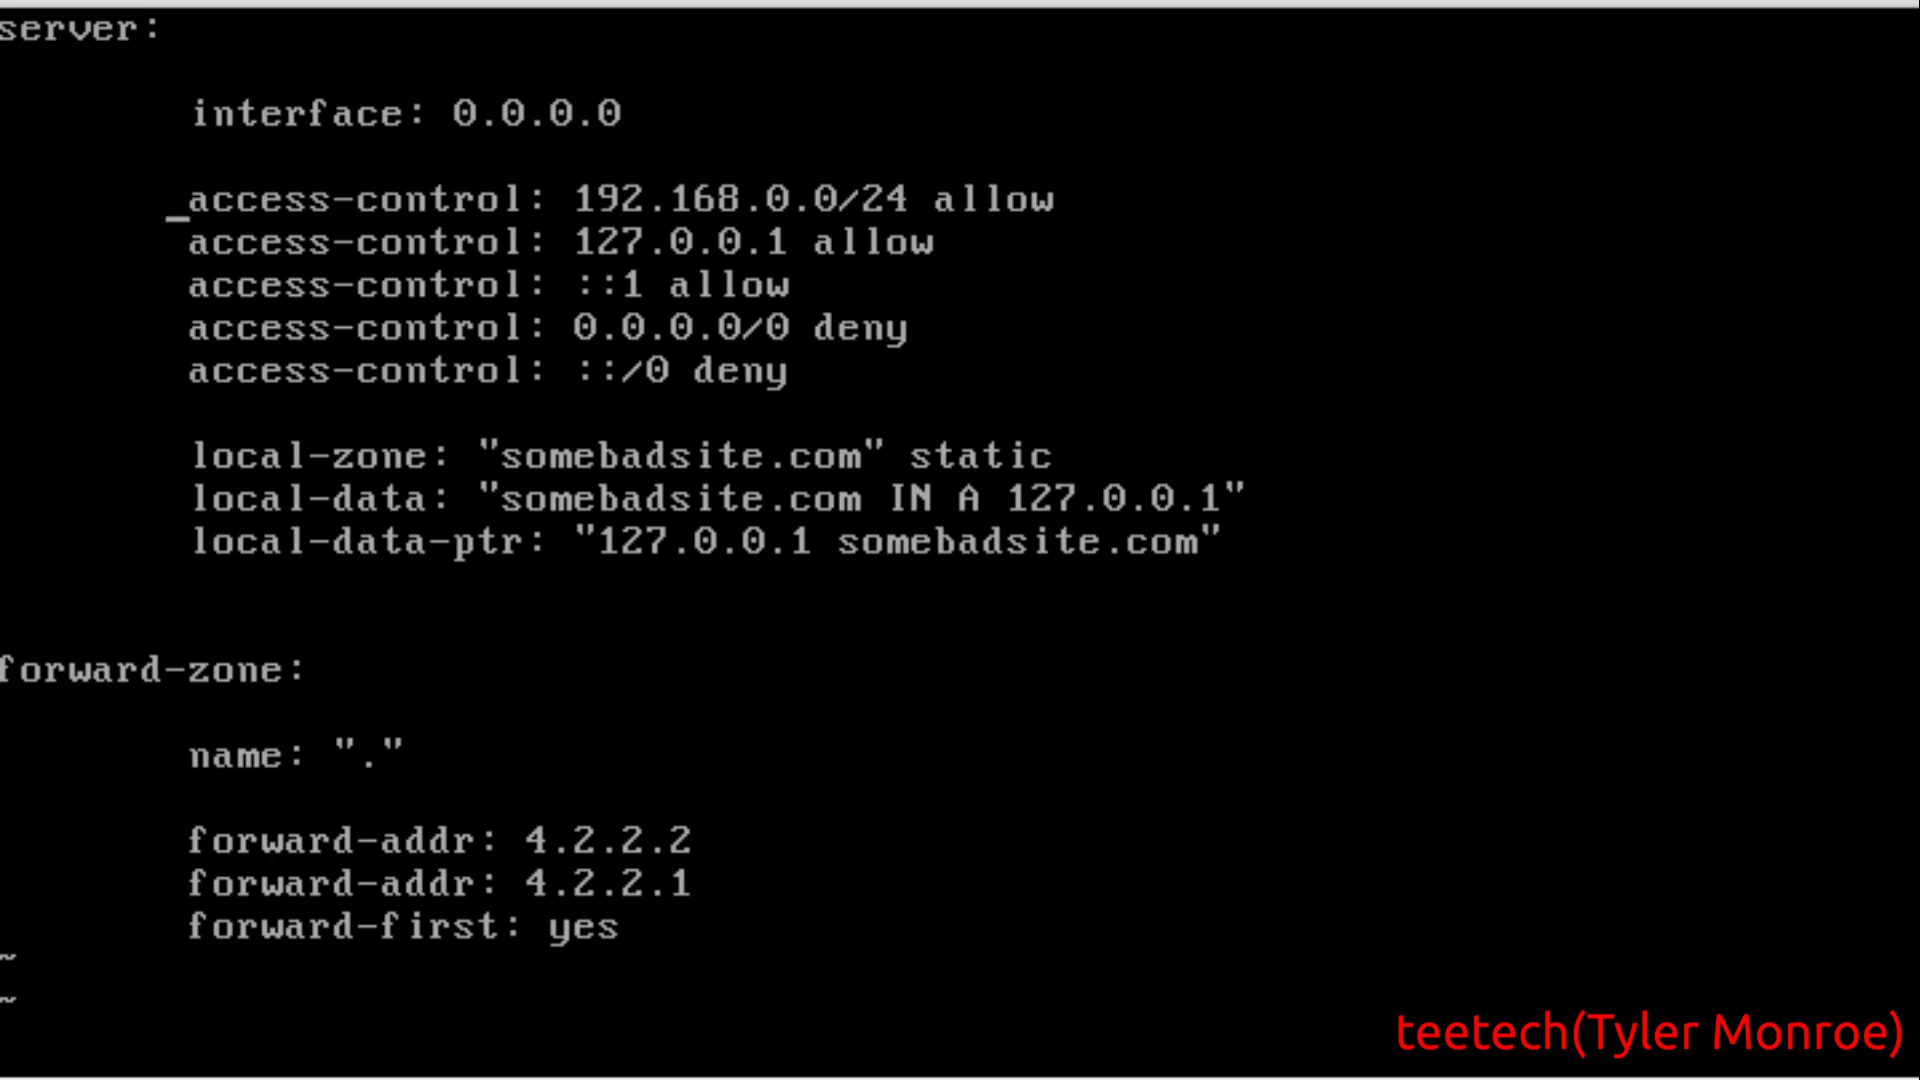 server:
interface: 0.0.0.0
_access-control: 192.168.0.0/24 allow
access-control: 127.0.0.1 allow
access-control: ::1 allow
access-control: 0.0.0.0/0 deny
access-control: ::/0 deny
local-zone: "somebadsite.com" static
local-data: "somebadsite.com IN A 127.0.0.1"
local-data-ptr: "127.0.0.1 somebadsite.com"
forward-zone:
name: "."
forward-addr: 4.2.2.2
forward-addr: 4.2.2.1
forward-first: yes
~
~
teetech(Tyler Monroe)